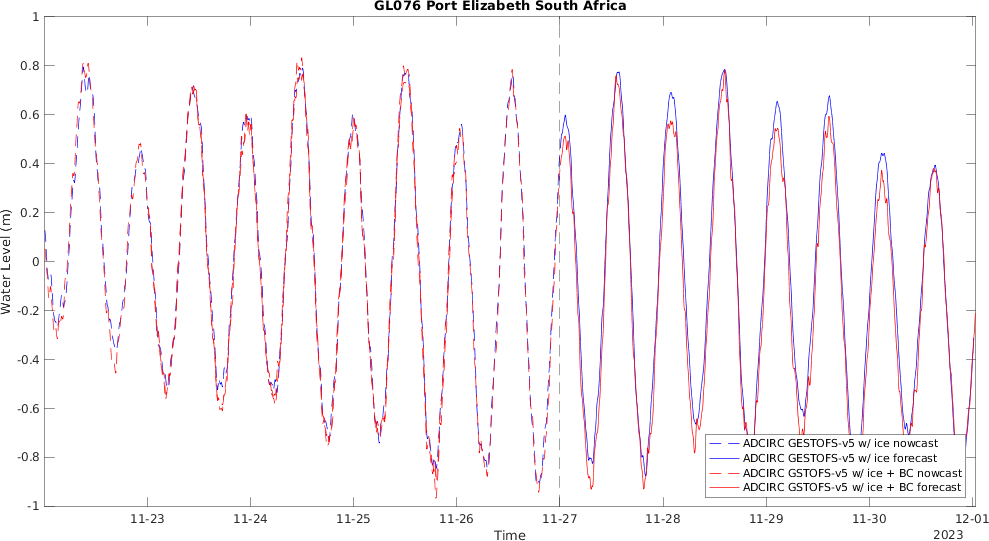 GL076 Port Elizabeth South Africa
1
0.8
0.6
0.4
0.2
0
-0.2
-0.4
-0.6
-0.8
-1
Water Level (m)
ADCIRC GESTOFS-v5 w/ ice nowcast
ADCIRC GESTOFS-v5 w/ ice forecast
ADCIRC GSTOFS-v5 w/ ice + BC nowcast
ADCIRC GSTOFS-v5 w/ ice + BC forecast
11-23 11-24 11-25 11-26 11-27 11-28 11-29 11-30 12-01
Time
2023